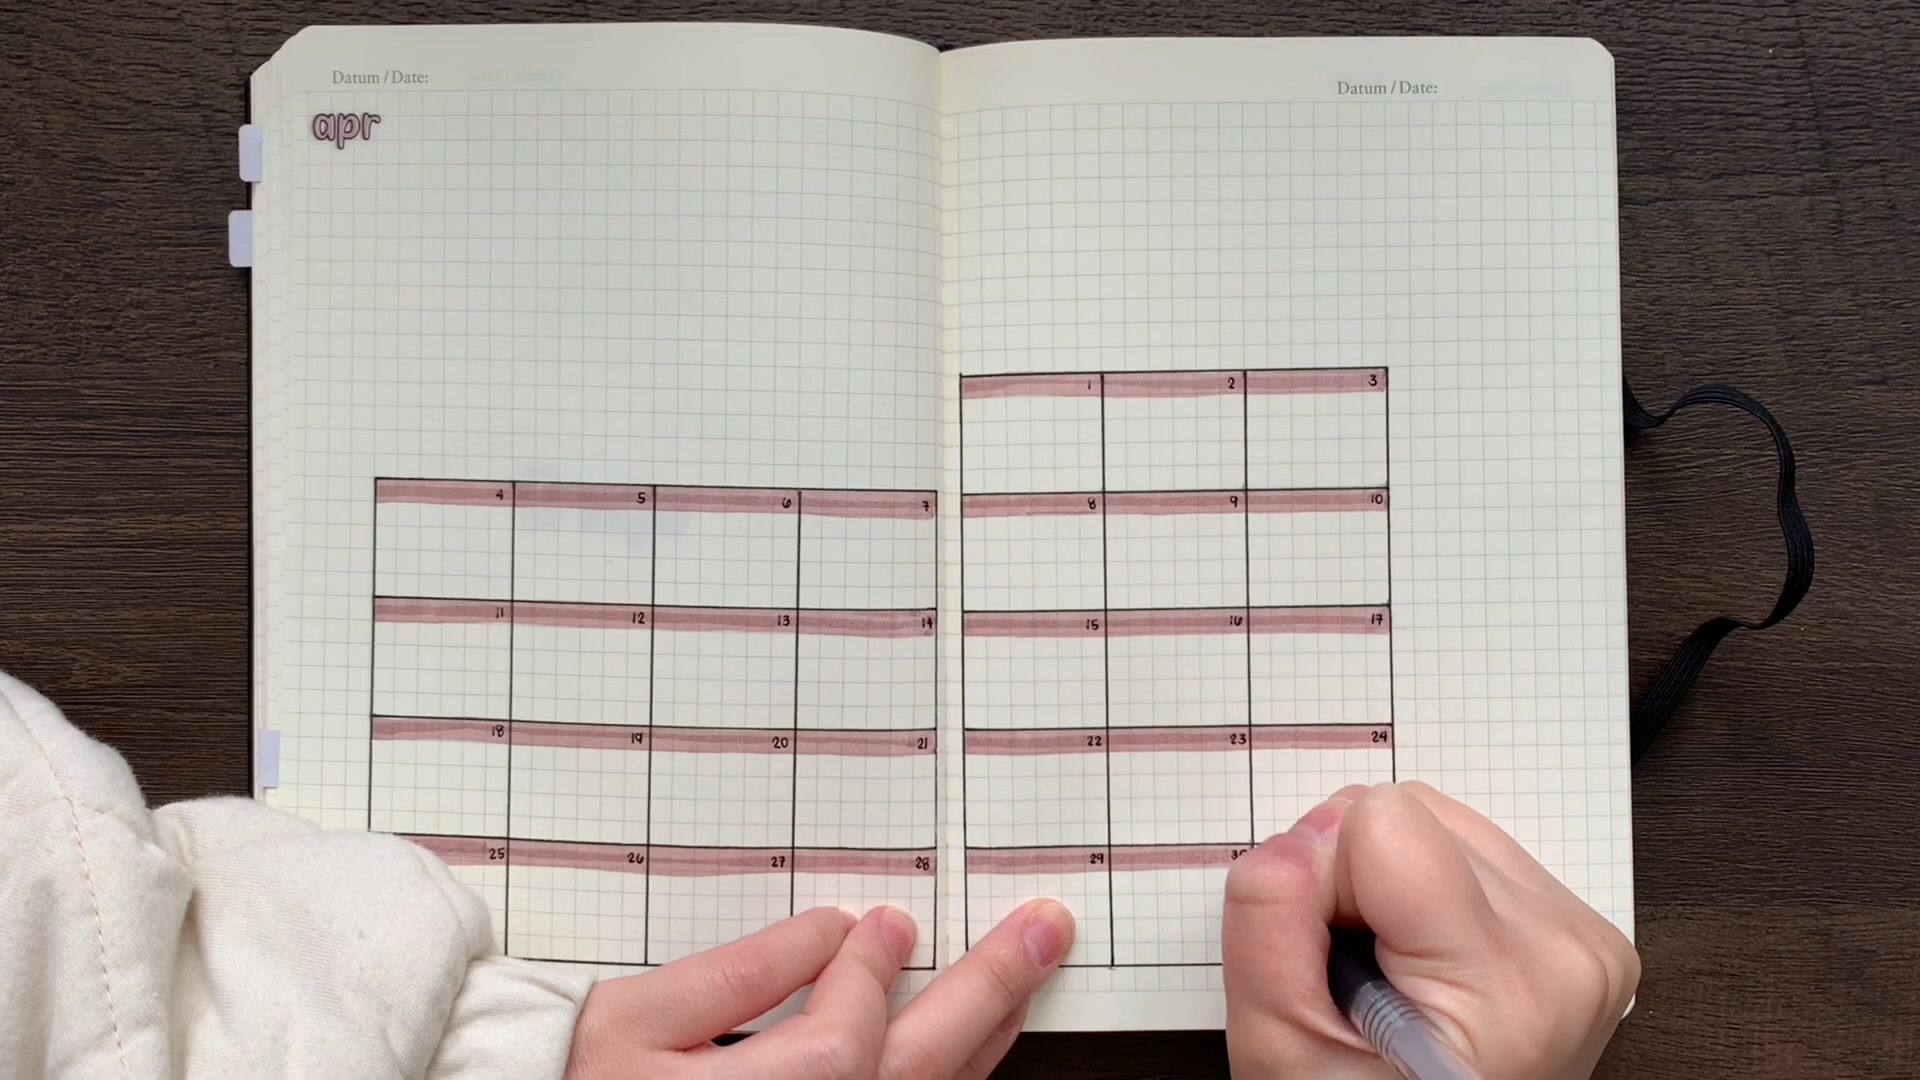 Datum / Date:
Datum / Date:
apr
1 2 3
4 5 6 7 8 9 10
11 12 13 14 15 16 17
18 19 20 21 22 23 24
25 26 27 28 29 30